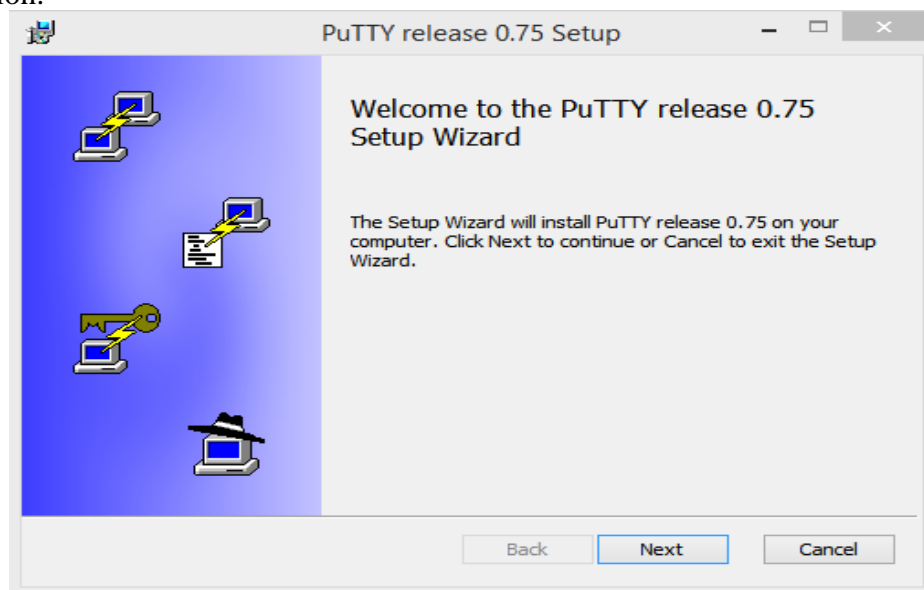 PuTTY release 0.75 Setup
Welcome to the PuTTY release 0.75
Setup Wizard
The Setup Wizard will install PuTTY release 0.75 on your
computer. Click Next to continue or Cancel to exit the Setup
Wizard.
Back Next Cancel